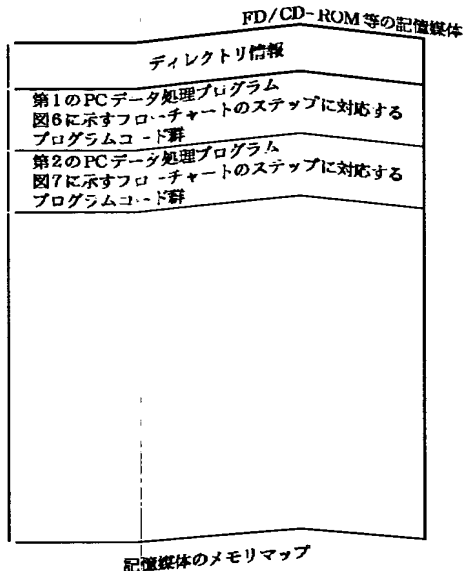 FD/CD-ROM等の記憶媒体
ディレクトリ情報
第1のPCデータ処理プログラム
図6に示すフローチャートのステップに対応する
プログラムコード群
第2のPCデータ処理プログラム
図7に示すフローチャートのステップに対応する
プログラムコード群
記憶媒体のメモリマップ